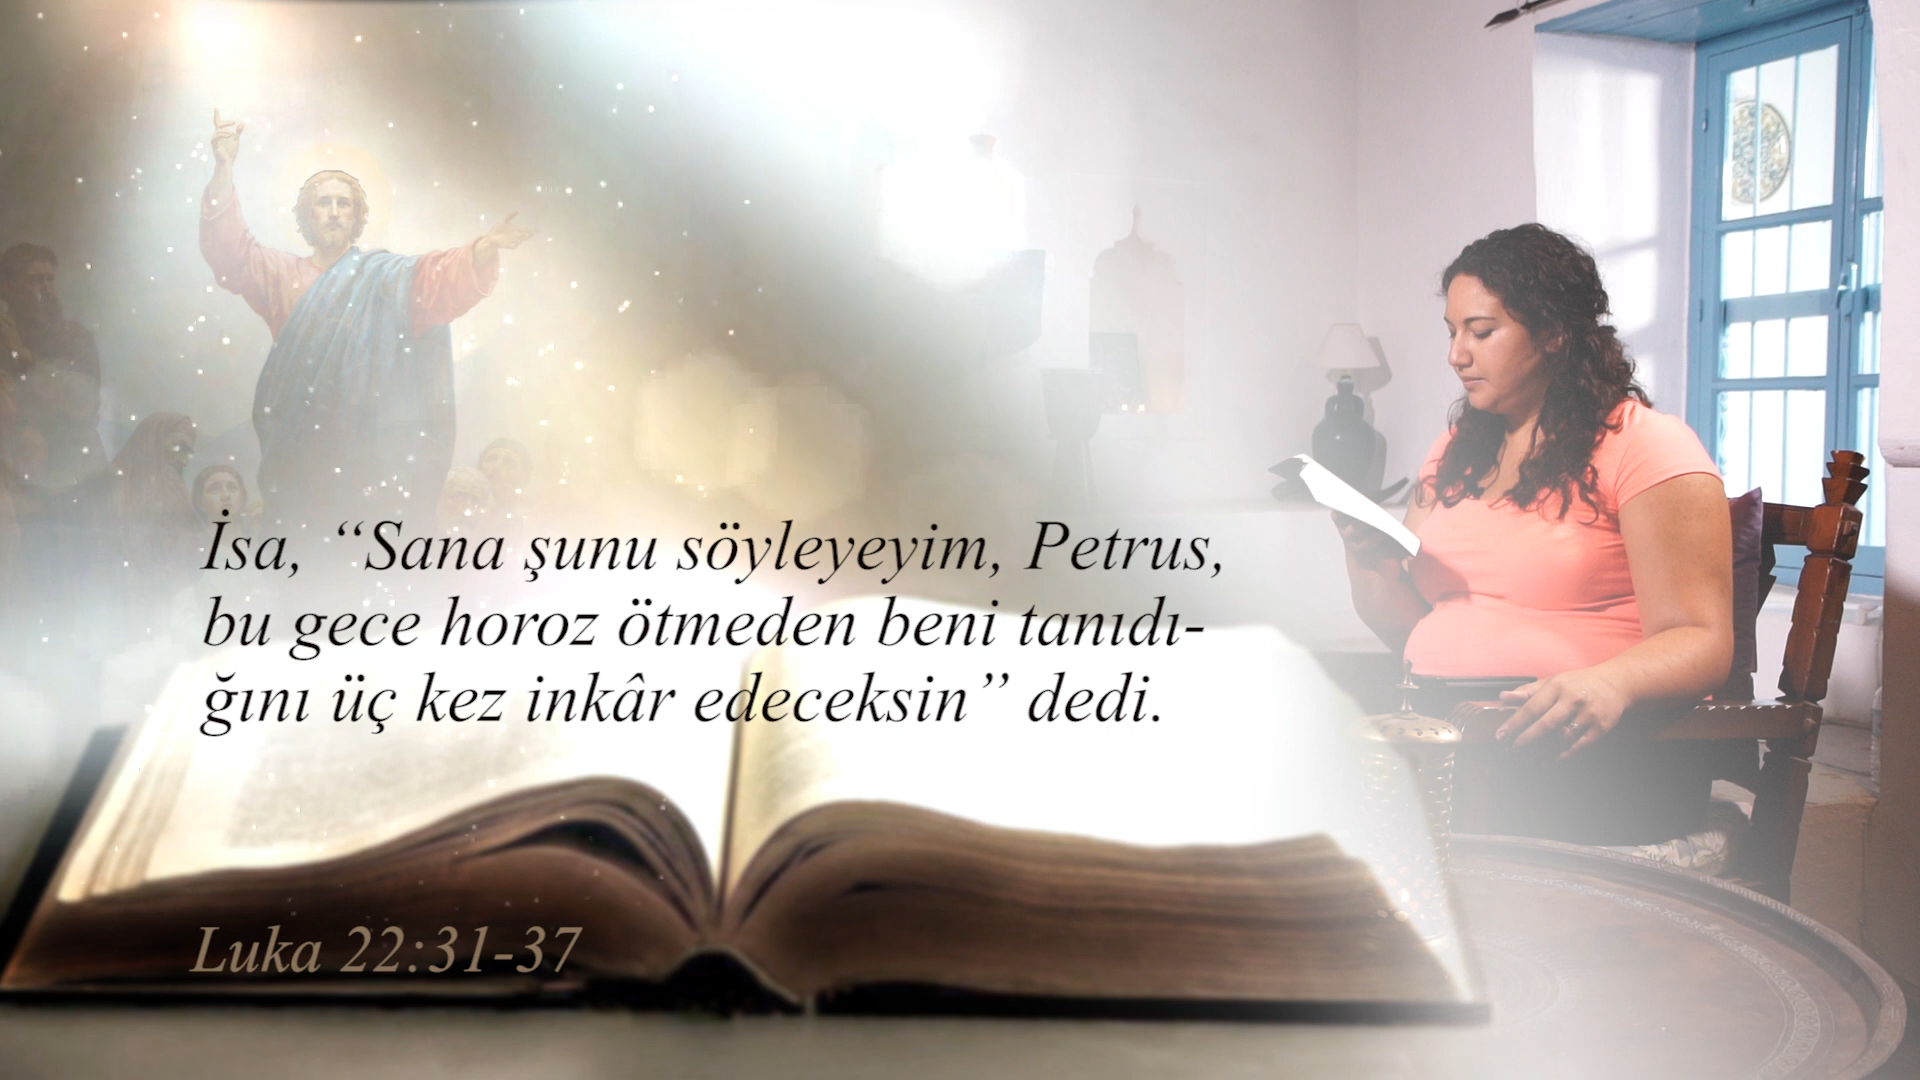 İsa, “Sana şunu söyleyeyim, Petrus,
bu gece horoz ötmeden beni tanıdı-
ğını üç kez inkâr edeceksin” dedi.
Luka 22:31-37